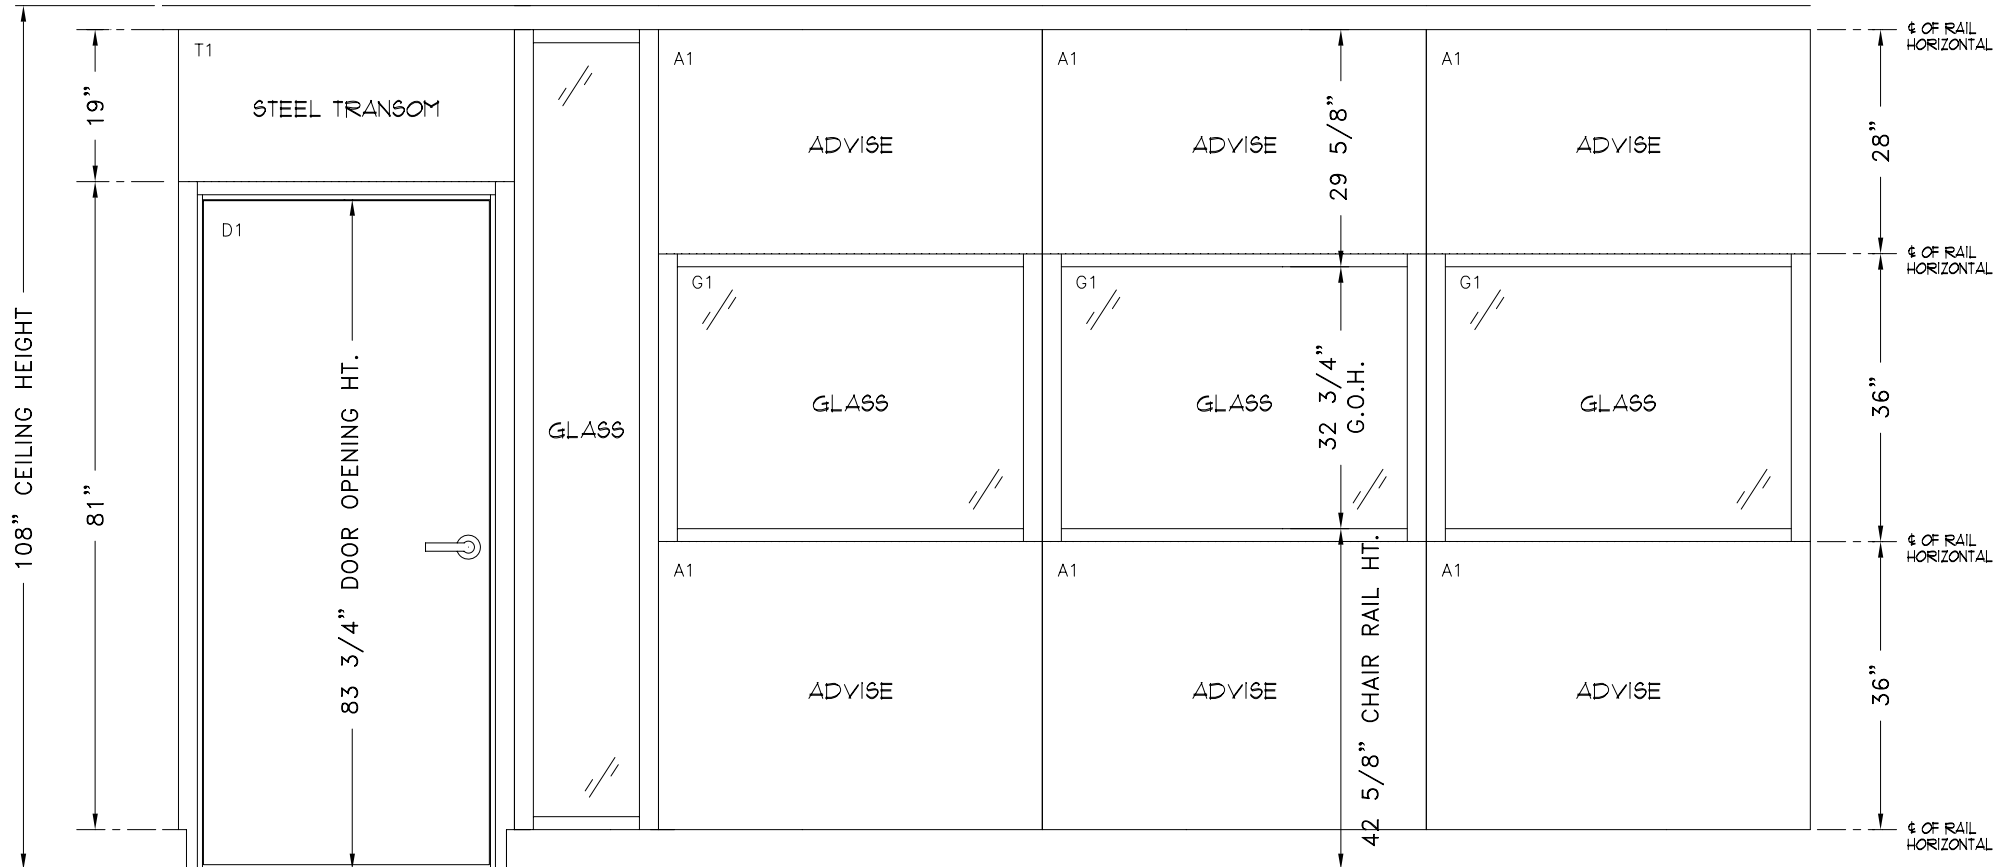 108" CEILING HEIGHT
19"
81"
T1
STEEL TRANSOM
D1
83 3/4" DOOR OPENING HT.
GLASS
A1
ADVISE
A1
ADVISE
29 5/8"
A1
ADVISE
G1
GLASS
G1
GLASS
32 3/4"
G.O.H.
G1
GLASS
A1
ADVISE
A1
ADVISE
42 5/8" CHAIR RAIL HT.
A1
ADVISE
28"
36"
36"
℄ OF RAIL
HORIZONTAL
℄ OF RAIL
HORIZONTAL
℄ OF RAIL
HORIZONTAL
℄ OF RAIL
HORIZONTAL